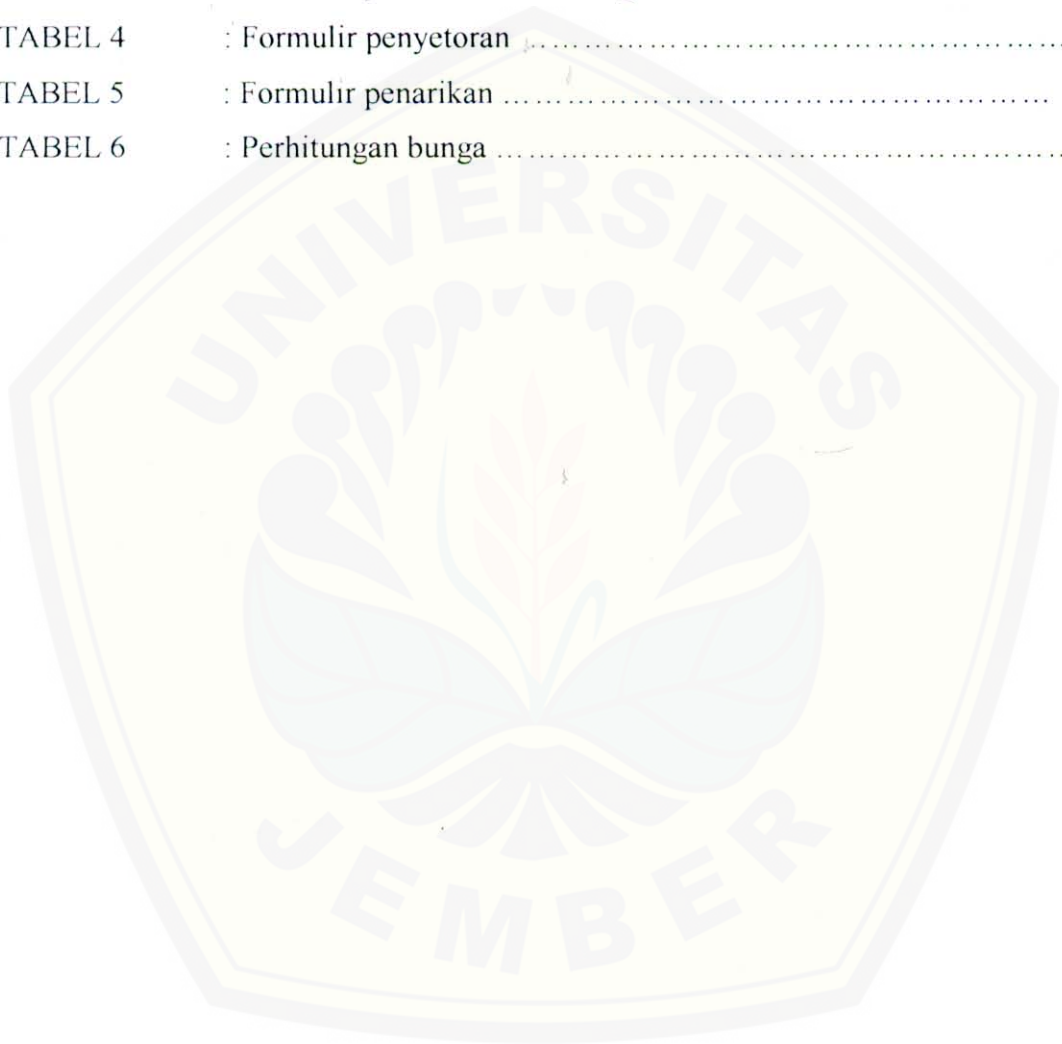 TABEL 4 : Formulir penyetoran ........................................................
TABEL 5 : Formulir penarikan ........................................................
TABEL 6 : Perhitungan bunga ........................................................
UNIVERSITAS
JEMBER